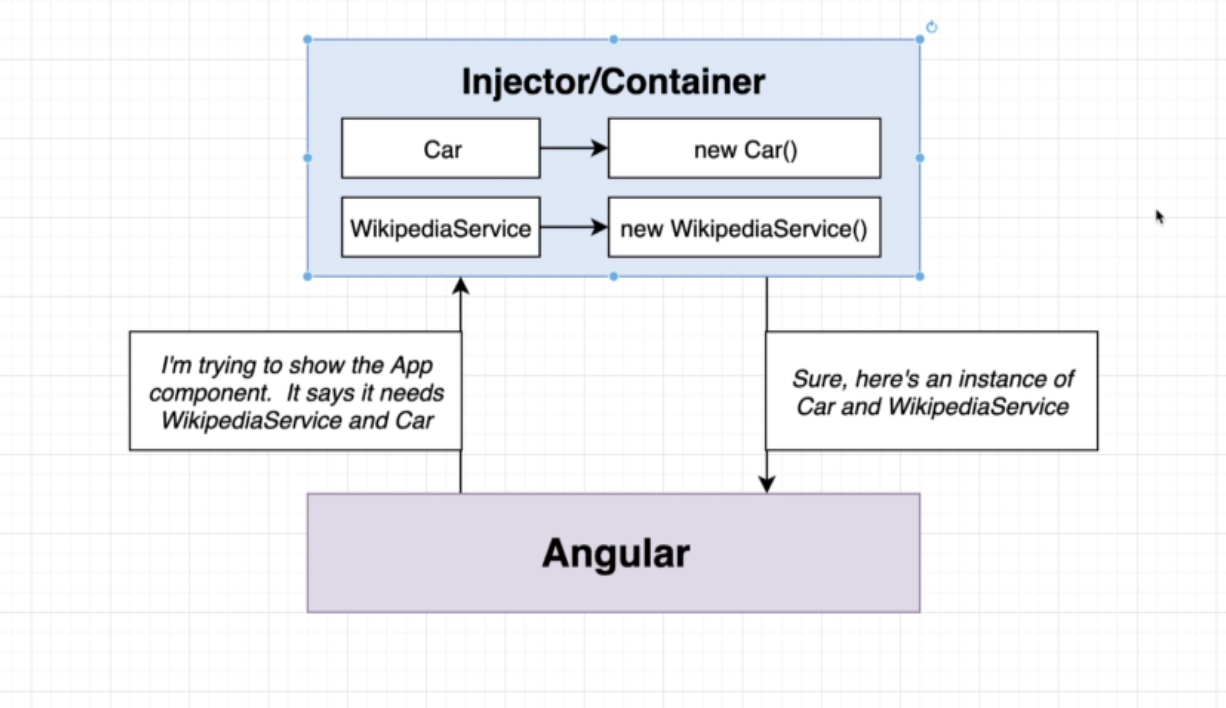 Injector/Container
Car
new Car()
WikipediaService
new WikipediaService()
I'm trying to show the App
component.  It says it needs
WikipediaService and Car
Sure, here's an instance of
Car and WikipediaService
Angular